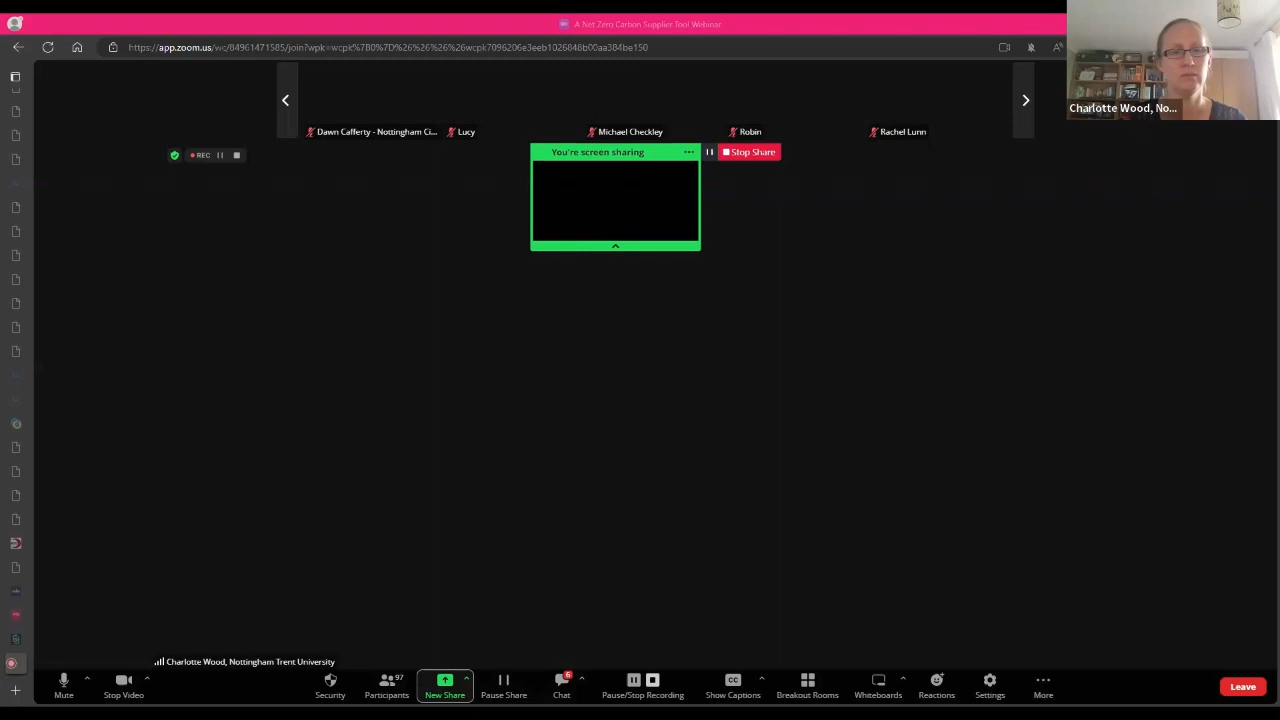 A Net Zero Carbon Supplier Tool Webinar
https://app.zoom.us/wc/84961471585/join?wpk=wcpk%7B0%7D%26%26%26%26wcpk7096206e3eeb1026848b00aa384be150
Charlotte Wood, No...
Dawn Cafferty - Nottingham Ci...
Lucy
Michael Checkley
Robin
Rachel Lunn
REC
You're screen sharing
Stop Share
Charlotte Wood, Nottingham Trent University
97
6
Mute
Stop Video
Security
Participants
New Share
Pause Share
Chat
Pause/Stop Recording
Show Captions
Breakout Rooms
Whiteboards
Reactions
Settings
More
Leave